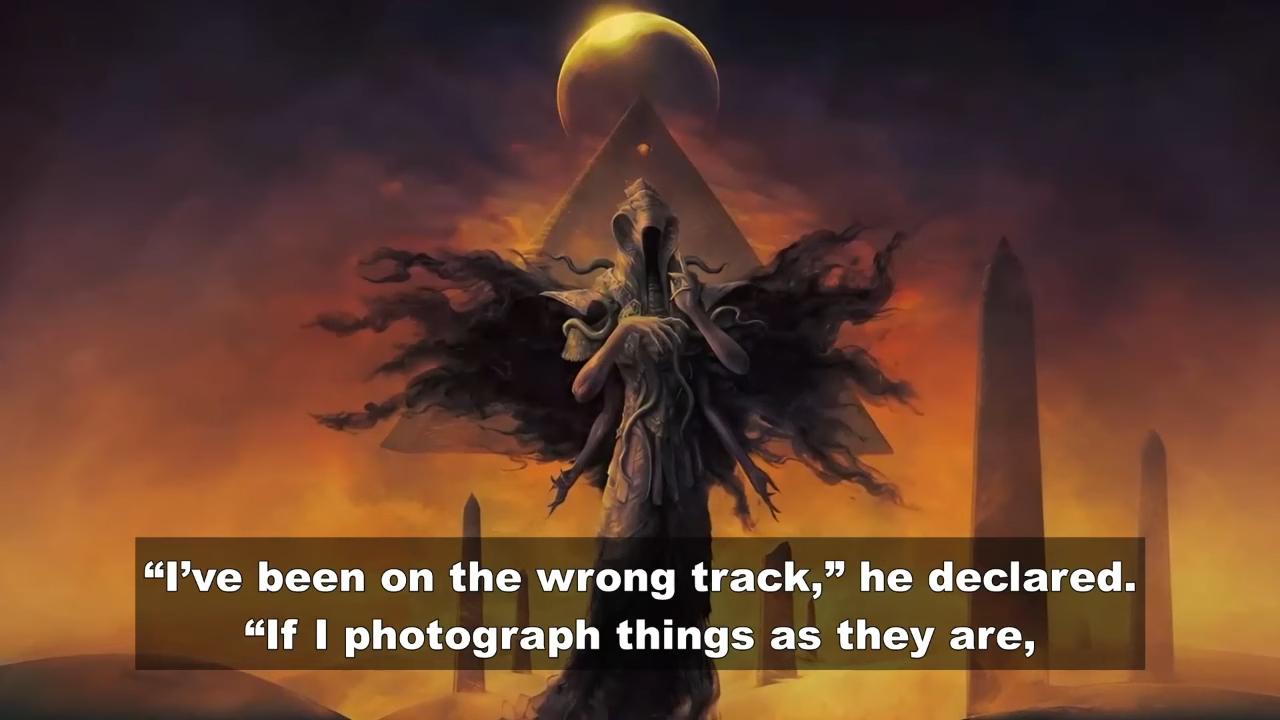 “I’ve been on the wrong track,” he declared.
“If I photograph things as they are,